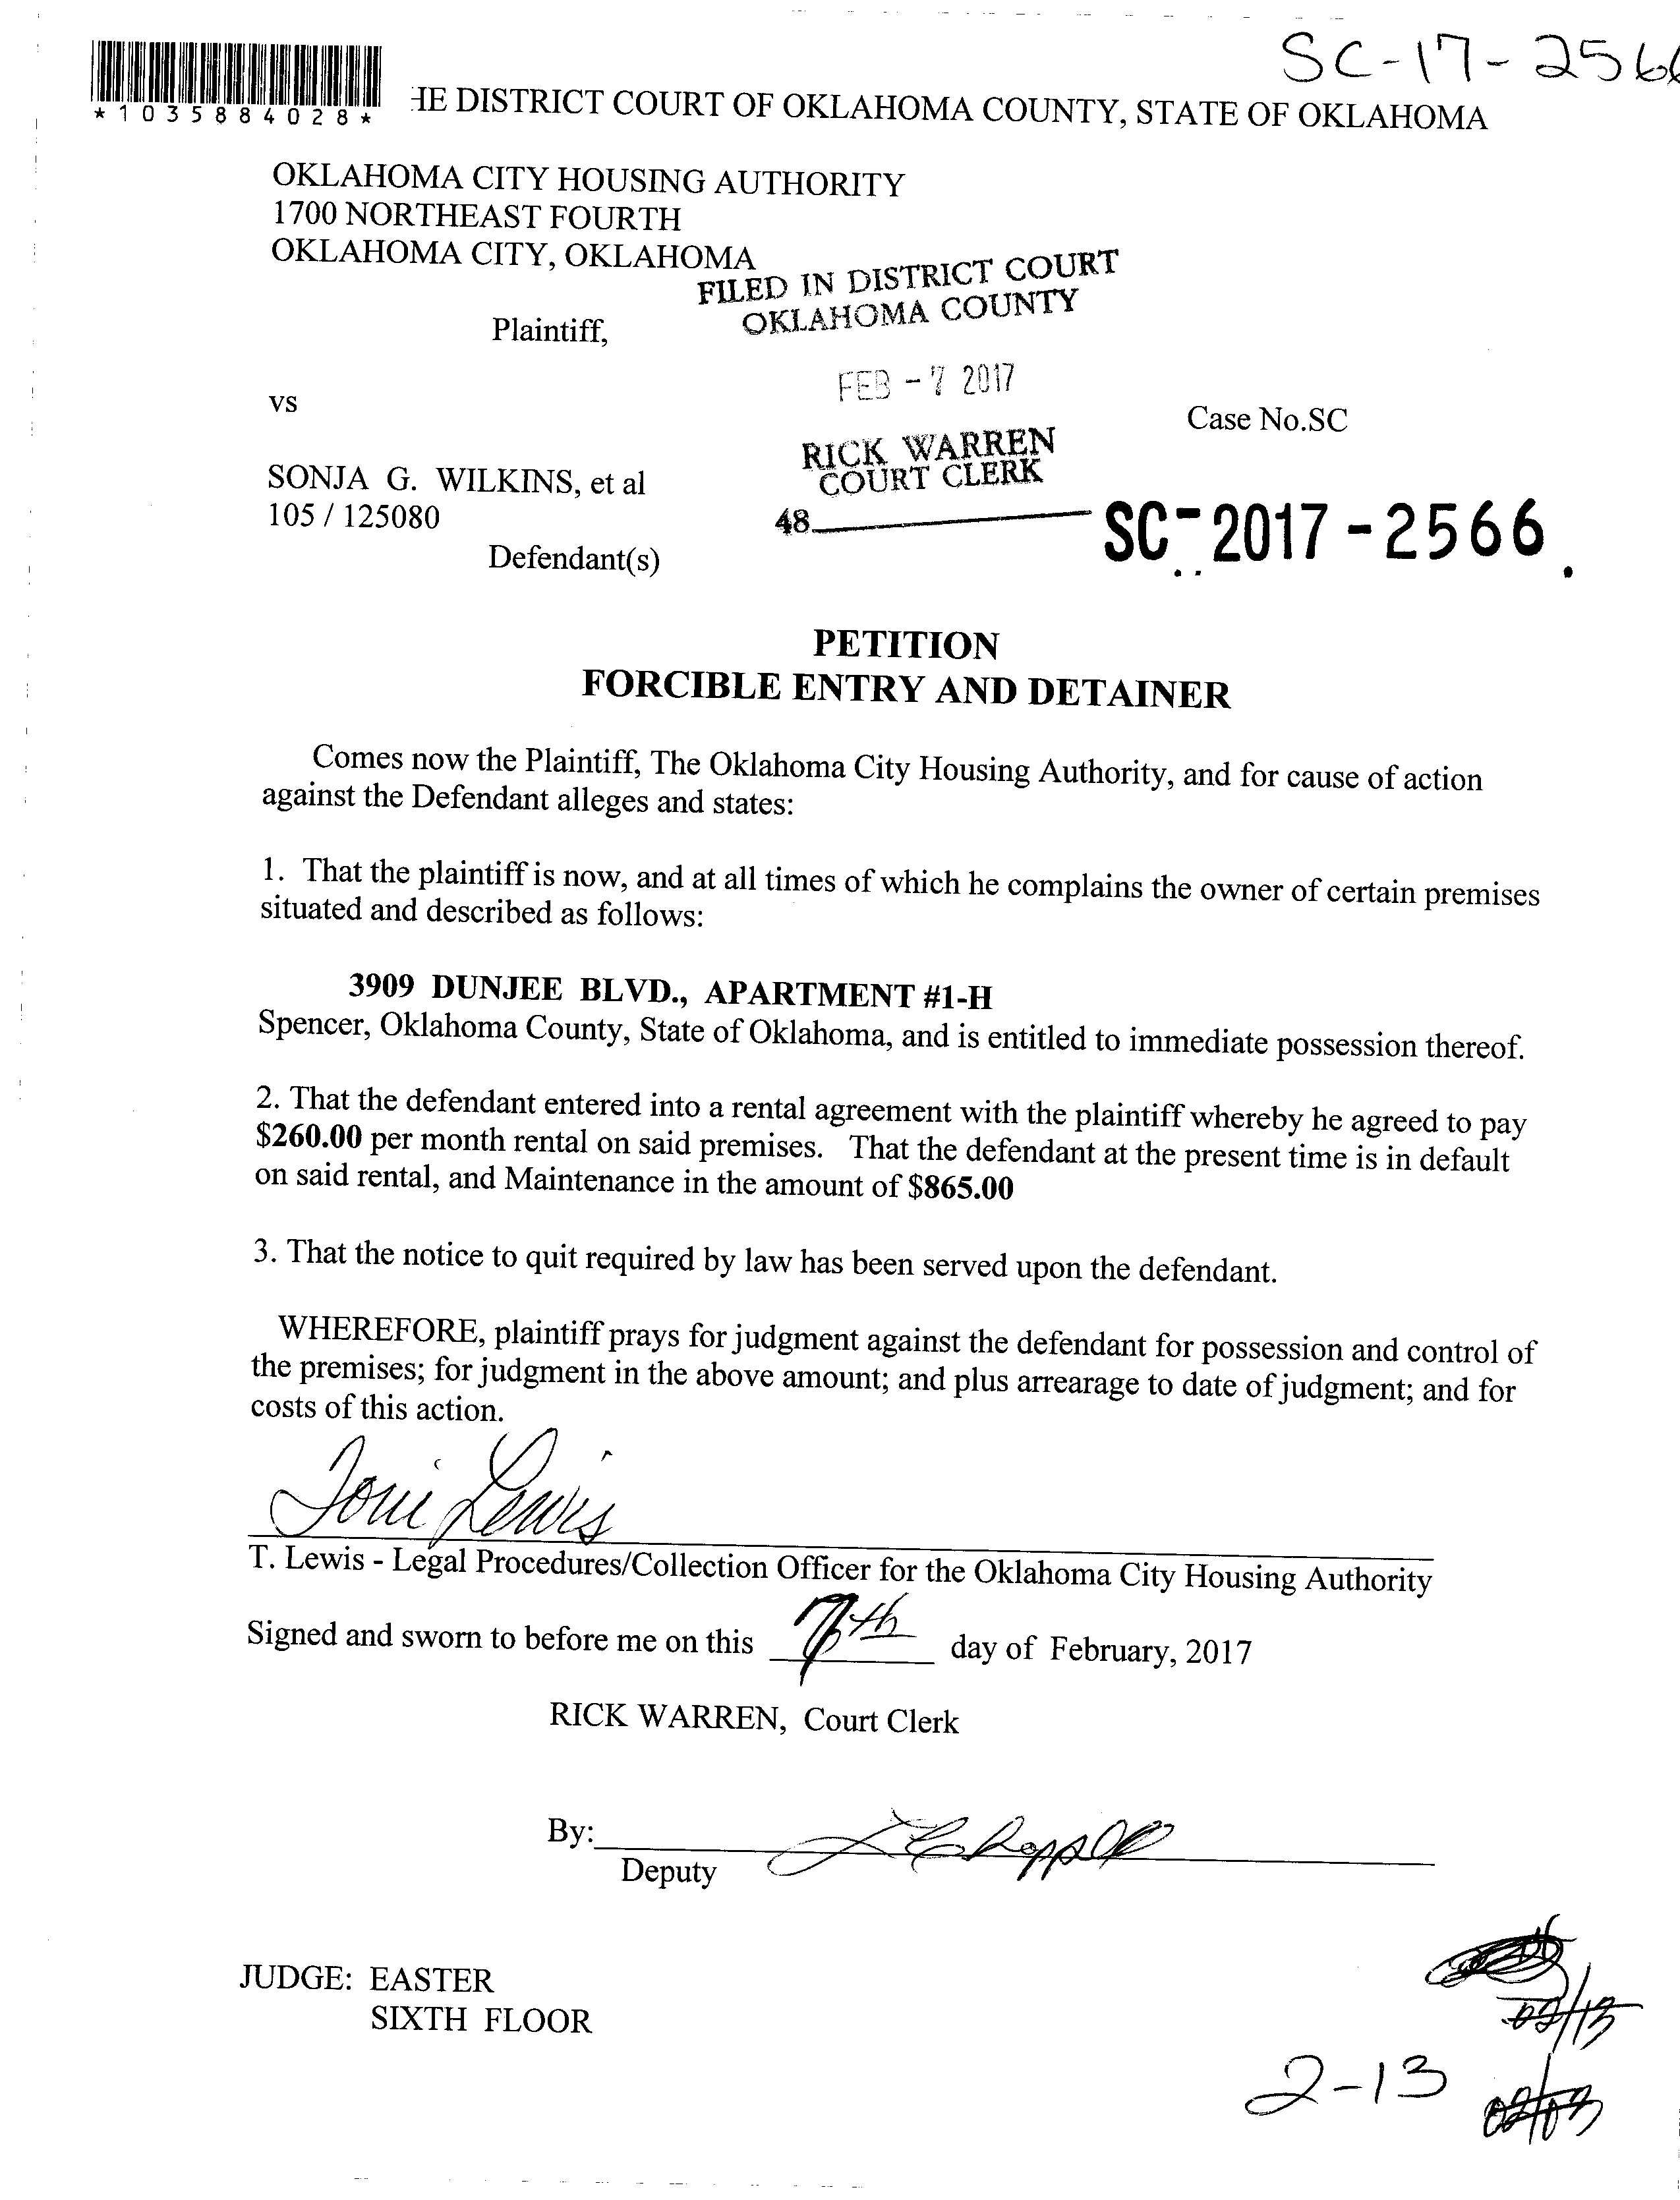 SC-17-256
*1035884028*
HE DISTRICT COURT OF OKLAHOMA COUNTY, STATE OF OKLAHOMA
OKLAHOMA CITY HOUSING AUTHORITY
1700 NORTHEAST FOURTH
OKLAHOMA CITY, OKLAHOMA
FILED IN DISTRICT COURT
OKLAHOMA COUNTY
Plaintiff,
FEB - 7 2017
vs
Case No.SC
RICK WARREN
COURT CLERK
SONJA G. WILKINS, et al
105 / 125080
48
SC-2017-2566.
Defendant(s)
PETITION
FORCIBLE ENTRY AND DETAINER
Comes now the Plaintiff, The Oklahoma City Housing Authority, and for cause of action
against the Defendant alleges and states:
1. That the plaintiff is now, and at all times of which he complains the owner of certain premises
situated and described as follows:
3909 DUNJEE BLVD., APARTMENT #1-H
Spencer, Oklahoma County, State of Oklahoma, and is entitled to immediate possession thereof.
2. That the defendant entered into a rental agreement with the plaintiff whereby he agreed to pay
$260.00 per month rental on said premises. That the defendant at the present time is in default
on said rental, and Maintenance in the amount of $865.00
3. That the notice to quit required by law has been served upon the defendant.
WHEREFORE, plaintiff prays for judgment against the defendant for possession and control of
the premises; for judgment in the above amount; and plus arrearage to date of judgment; and for
costs of this action.
Toni Lewis
T. Lewis - Legal Procedures/Collection Officer for the Oklahoma City Housing Authority
Signed and sworn to before me on this 7th day of February, 2017
RICK WARREN, Court Clerk
By:
Deputy
JUDGE: EASTER
SIXTH FLOOR
02/13
2-13